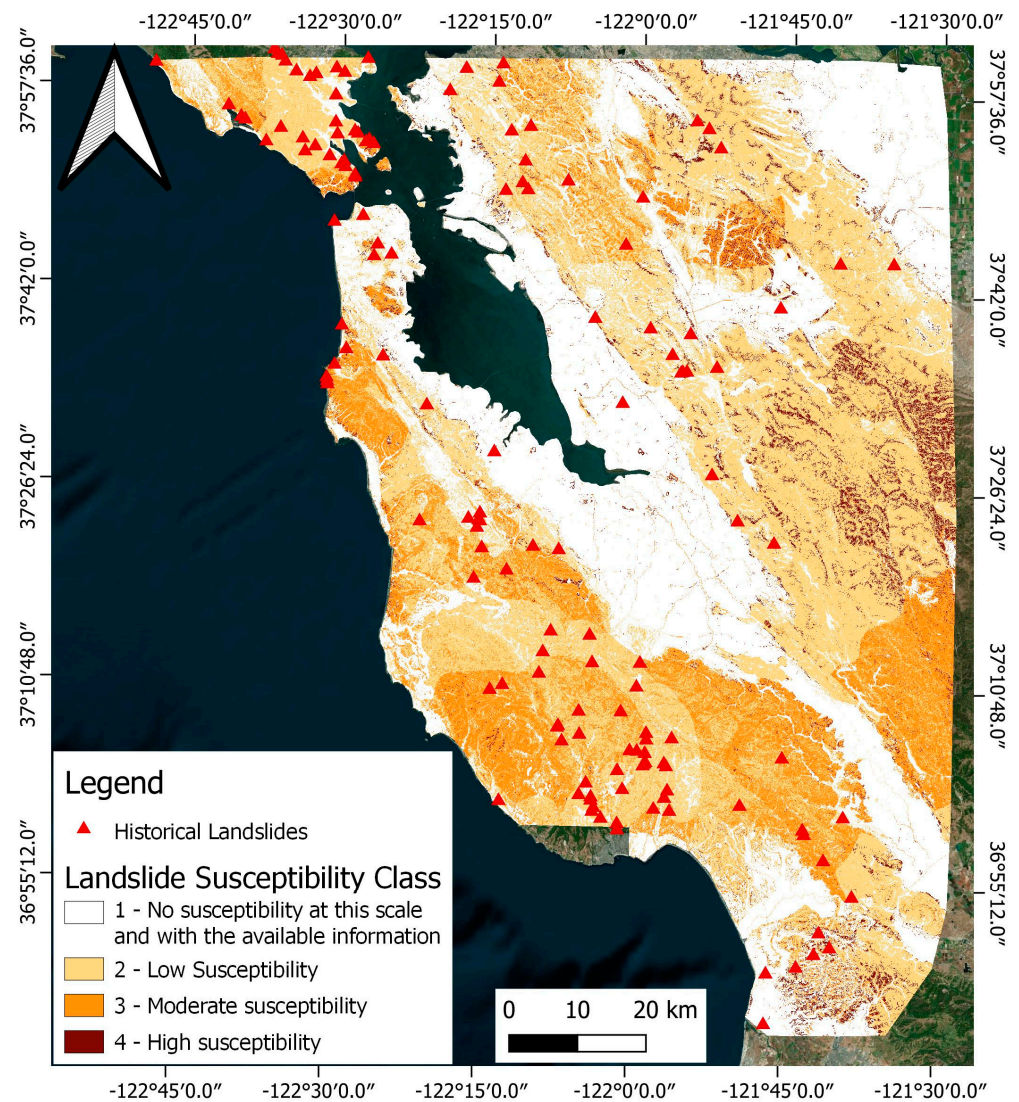 -122°45′0.0″ -122°30′0.0″ -122°15′0.0″ -122°0′0.0″ -121°45′0.0″ -121°30′0.0″
37°57′36.0″
37°57′36.0″
37°42′0.0″
37°42′0.0″
37°26′24.0″
37°26′24.0″
37°10′48.0″
37°10′48.0″
36°55′12.0″
36°55′12.0″
Legend
Historical Landslides
Landslide Susceptibility Class
1 - No susceptibility at this scale
and with the available information
2 - Low Susceptibility
3 - Moderate susceptibility
4 - High susceptibility
0 10 20 km
-122°45′0.0″ -122°30′0.0″ -122°15′0.0″ -122°0′0.0″ -121°45′0.0″ -121°30′0.0″